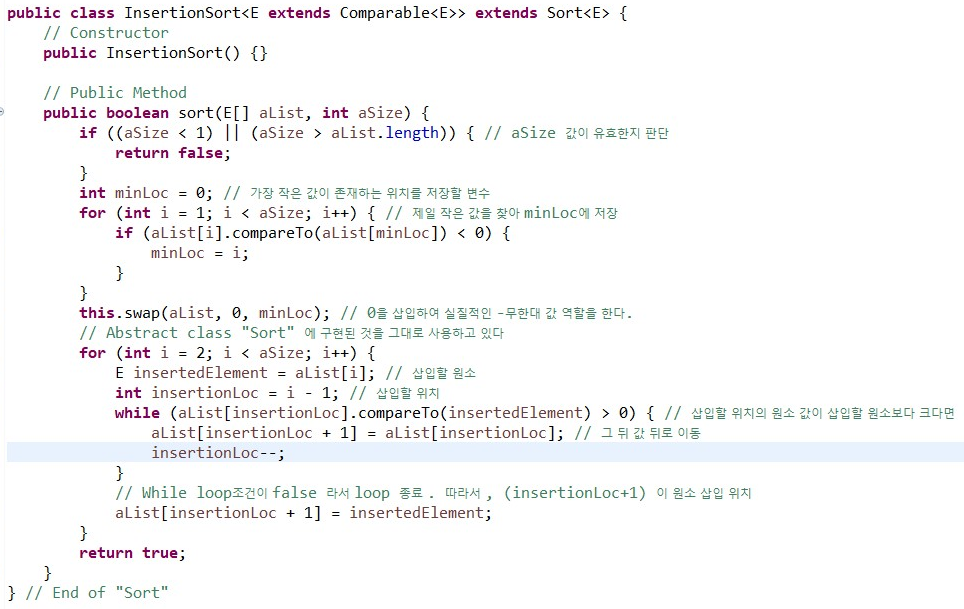 public class InsertionSort<E extends Comparable<E>> extends Sort<E> {
    // Constructor
    public InsertionSort() {}

    // Public Method
    public boolean sort(E[] aList, int aSize) {
        if ((aSize < 1) || (aSize > aList.length)) { // aSize 값이 유효한지 판단
            return false;
        }
        int minLoc = 0; // 가장 작은 값이 존재하는 위치를 저장할 변수
        for (int i = 1; i < aSize; i++) { // 제일 작은 값을 찾아 minLoc에 저장
            if (aList[i].compareTo(aList[minLoc]) < 0) {
                minLoc = i;
            }
        }
        this.swap(aList, 0, minLoc); // 0을 삽입하여 실질적인 -무한대 값 역할을 한다.
        // Abstract class "Sort" 에 구현된 것을 그대로 사용하고 있다
        for (int i = 2; i < aSize; i++) {
            E insertedElement = aList[i]; // 삽입할 원소
            int insertionLoc = i - 1; // 삽입할 위치
            while (aList[insertionLoc].compareTo(insertedElement) > 0) { // 삽입할 위치의 원소 값이 삽입할 원소보다 크다면
                aList[insertionLoc + 1] = aList[insertionLoc]; // 그 뒤 값 뒤로 이동
                insertionLoc--;
            }
            // While loop조건이 false 라서 loop 종료 . 따라서 , (insertionLoc+1) 이 원소 삽입 위치
            aList[insertionLoc + 1] = insertedElement;
        }
        return true;
    }
} // End of "Sort"